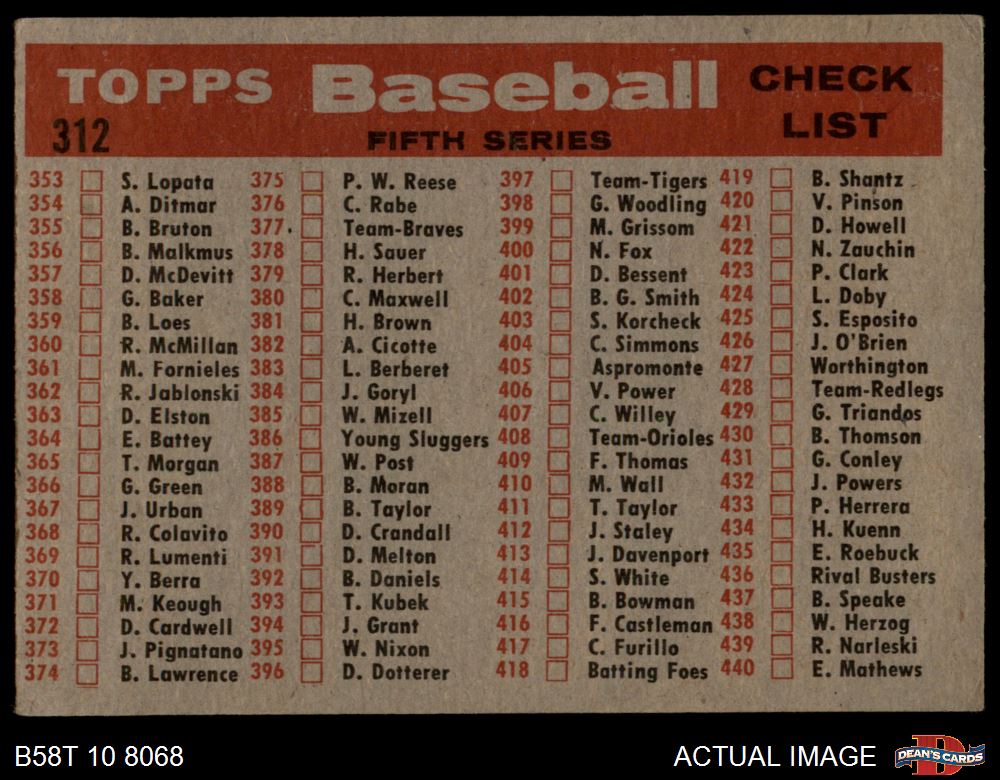 TOPPS Baseball CHECK LIST
312 FIFTH SERIES
353 S. Lopata
354 A. Ditmar
355 B. Bruton
356 B. Malkmus
357 D. McDevitt
358 G. Baker
359 B. Loes
360 R. McMillan
361 M. Fornieles
362 R. Jablonski
363 D. Elston
364 E. Battey
365 T. Morgan
366 G. Green
367 J. Urban
368 R. Colavito
369 R. Lumenti
370 Y. Berra
371 M. Keough
372 D. Cardwell
373 J. Pignatano
374 B. Lawrence
375 P. W. Reese
376 C. Rabe
377 Team-Braves
378 H. Sauer
379 R. Herbert
380 C. Maxwell
381 H. Brown
382 A. Cicotte
383 L. Berberet
384 J. Goryl
385 W. Mizell
386 Young Sluggers
387 W. Post
388 B. Moran
389 B. Taylor
390 D. Crandall
391 D. Melton
392 B. Daniels
393 T. Kubek
394 J. Grant
395 W. Nixon
396 D. Dotterer
397 Team-Tigers
398 G. Woodling
399 M. Grissom
400 N. Fox
401 D. Bessent
402 B. G. Smith
403 S. Korcheck
404 C. Simmons
405 Aspromonte
406 V. Power
407 C. Willey
408 Team-Orioles
409 F. Thomas
410 M. Wall
411 T. Taylor
412 J. Staley
413 J. Davenport
414 S. White
415 B. Bowman
416 F. Castleman
417 C. Furillo
418 Batting Foes
419 B. Shantz
420 V. Pinson
421 D. Howell
422 N. Zauchin
423 P. Clark
424 L. Doby
425 S. Esposito
426 J. O'Brien
427 Worthington
428 Team-Redlegs
429 G. Triandos
430 B. Thomson
431 G. Conley
432 J. Powers
433 P. Herrera
434 H. Kuenn
435 E. Roebuck
436 Rival Busters
437 B. Speake
438 W. Herzog
439 R. Narleski
440 E. Mathews
B58T 10 8068 ACTUAL IMAGE DEAN'S CARDS